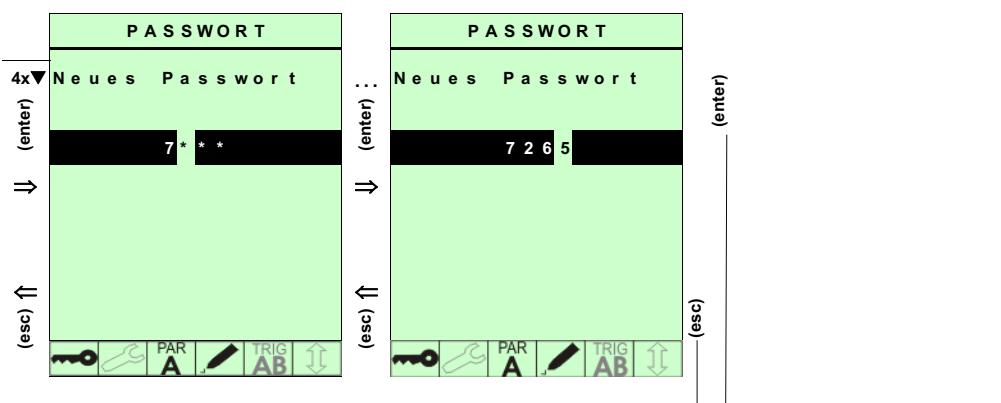 PASSWORT
4x▼
Neues Passwort
(enter)
7***
⇒
⇐
(esc)
PAR
A
TRIG
AB
...
(enter)
⇒
⇐
(esc)
PASSWORT
Neues Passwort
7265
PAR
A
TRIG
AB
(enter)
(esc)